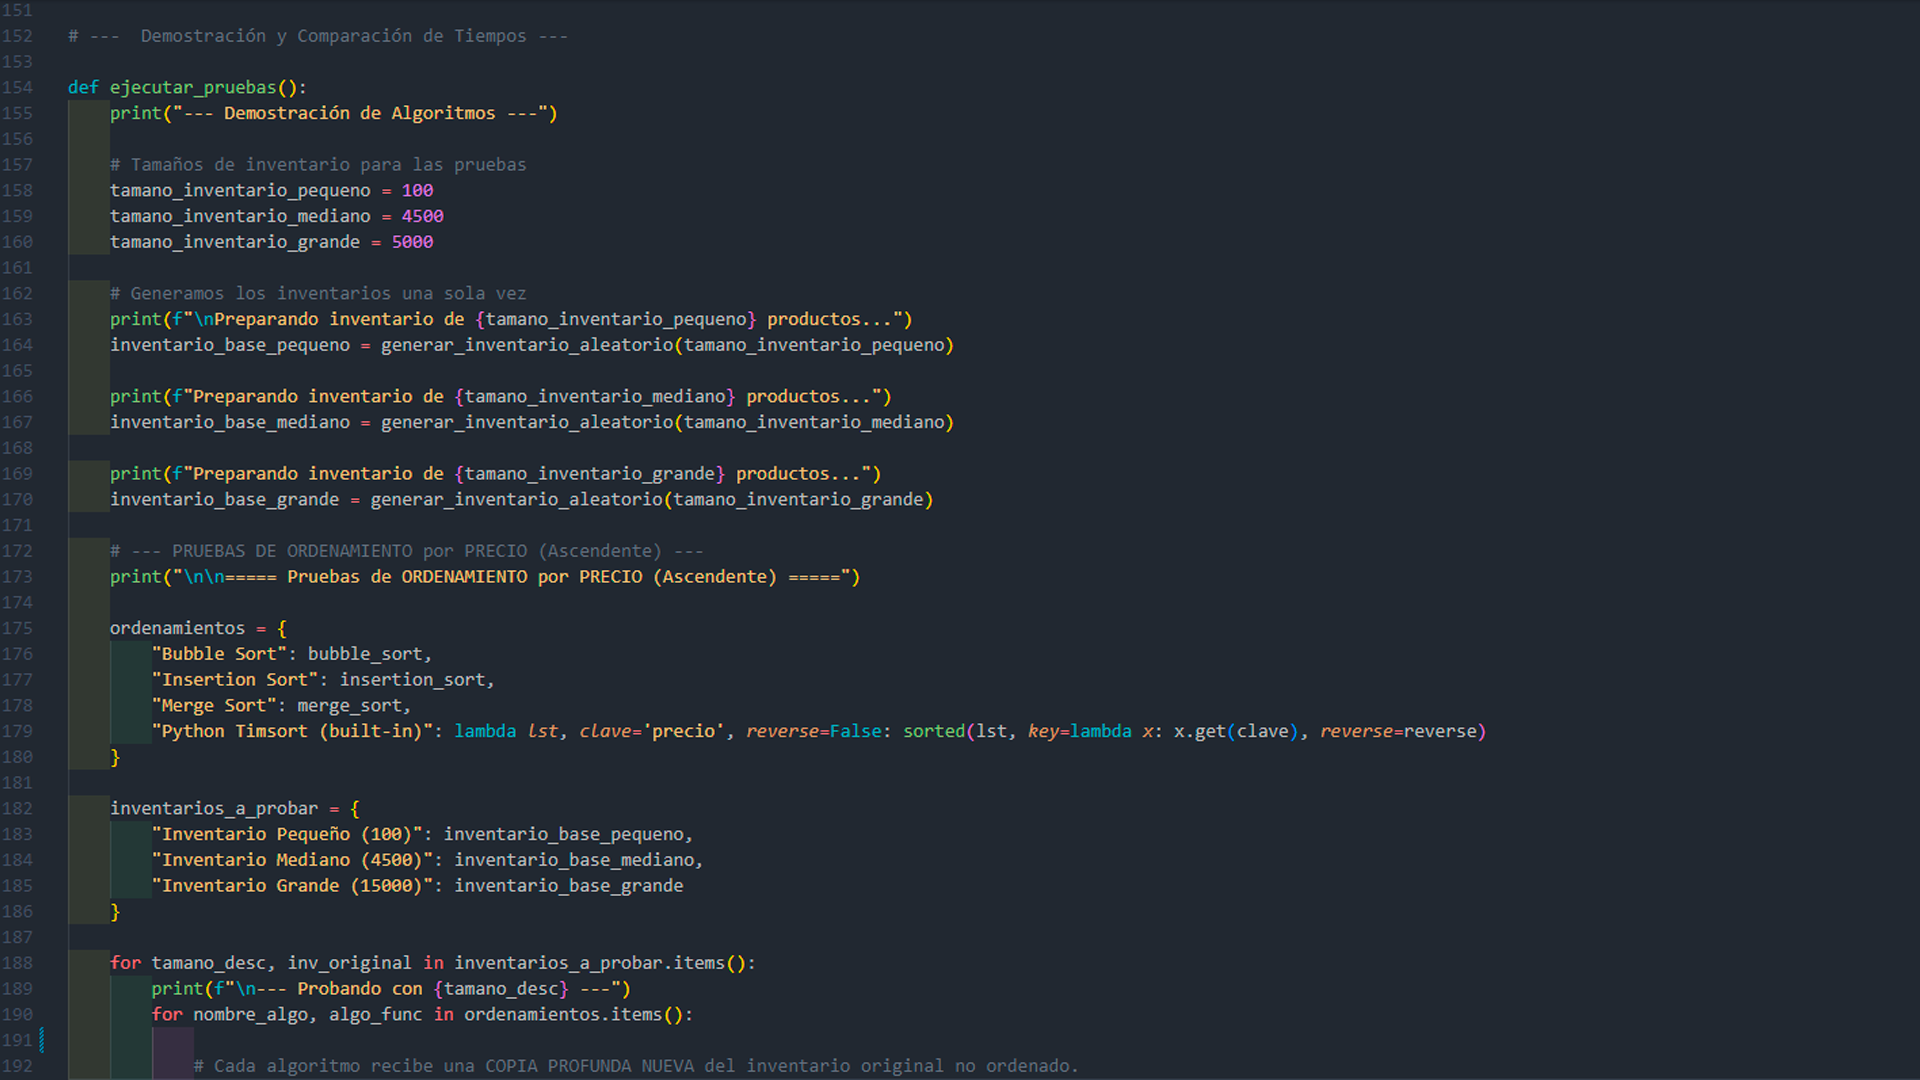 151
152 # ---  Demostración y Comparación de Tiempos ---
153
154 def ejecutar_pruebas():
155     print("--- Demostración de Algoritmos ---")
156
157     # Tamaños de inventario para las pruebas
158     tamano_inventario_pequeno = 100
159     tamano_inventario_mediano = 4500
160     tamano_inventario_grande = 5000
161
162     # Generamos los inventarios una sola vez
163     print(f"\nPreparando inventario de {tamano_inventario_pequeno} productos...")
164     inventario_base_pequeno = generar_inventario_aleatorio(tamano_inventario_pequeno)
165
166     print(f"Preparando inventario de {tamano_inventario_mediano} productos...")
167     inventario_base_mediano = generar_inventario_aleatorio(tamano_inventario_mediano)
168
169     print(f"Preparando inventario de {tamano_inventario_grande} productos...")
170     inventario_base_grande = generar_inventario_aleatorio(tamano_inventario_grande)
171
172     # --- PRUEBAS DE ORDENAMIENTO por PRECIO (Ascendente) ---
173     print("\n\n===== Pruebas de ORDENAMIENTO por PRECIO (Ascendente) =====")
174
175     ordenamientos = {
176         "Bubble Sort": bubble_sort,
177         "Insertion Sort": insertion_sort,
178         "Merge Sort": merge_sort,
179         "Python Timsort (built-in)": lambda lst, clave='precio', reverse=False: sorted(lst, key=lambda x: x.get(clave), reverse=reverse)
180     }
181
182     inventarios_a_probar = {
183         "Inventario Pequeño (100)": inventario_base_pequeno,
184         "Inventario Mediano (4500)": inventario_base_mediano,
185         "Inventario Grande (15000)": inventario_base_grande
186     }
187
188     for tamano_desc, inv_original in inventarios_a_probar.items():
189         print(f"\n--- Probando con {tamano_desc} ---")
190         for nombre_algo, algo_func in ordenamientos.items():
191
192             # Cada algoritmo recibe una COPIA PROFUNDA NUEVA del inventario original no ordenado.